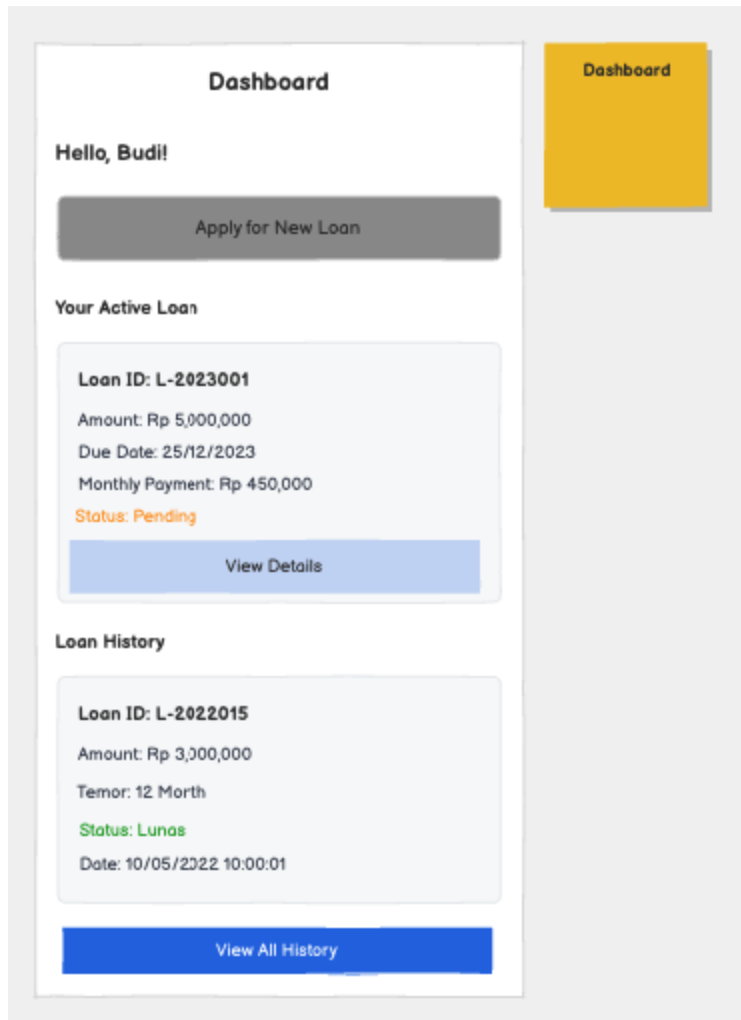 Dashboard
Dashboard
Hello, Budi!
Apply for New Loan
Your Active Loan
Loan ID: L-2023001
Amount: Rp 5,000,000
Due Date: 25/12/2023
Monthly Payment: Rp 450,000
Status: Pending
View Details
Loan History
Loan ID: L-2022015
Amount: Rp 3,000,000
Temor: 12 Morth
Status: Lunas
Date: 10/05/2022 10:00:01
View All History